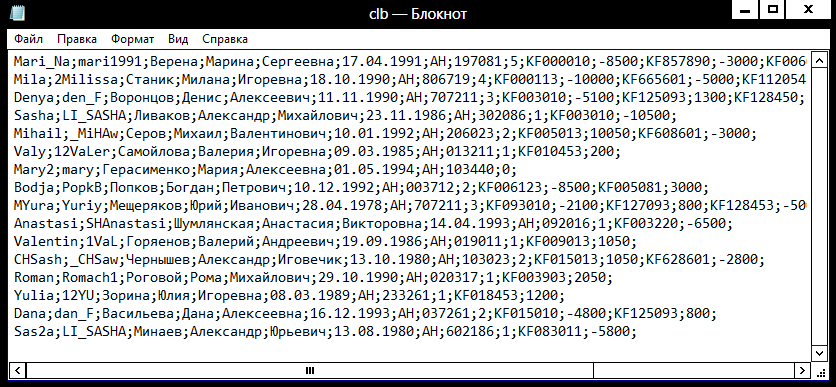 clb — Блокнот
Файл Правка Формат Вид Справка
Mari_Na;mari1991;Верена;Марина;Сергеевна;17.04.1991;АН;197081;5;KF000010;-8500;KF857890;-3000;KF006
Mila;2Milissa;Станик;Милана;Игоревна;18.10.1990;АН;806719;4;KF000113;-10000;KF665601;-5000;KF112054
Denya;den_F;Воронцов;Денис;Алексеевич;11.11.1990;АН;707211;3;KF003010;-5100;KF125093;1300;KF128450;
Sasha;LI_SASHA;Ливаков;Александр;Михайлович;23.11.1986;АН;302086;1;KF003010;-10500;
Mihail;_MiHAw;Серов;Михаил;Валентинович;10.01.1992;АН;206023;2;KF005013;10050;KF608601;-3000;
Valy;12VaLer;Самойлова;Валерия;Игоревна;09.03.1985;АН;013211;1;KF010453;200;
Mary2;mary;Герасименко;Мария;Алексеевна;01.05.1994;АН;103440;0;
Bodja;PopkB;Попков;Богдан;Петрович;10.12.1992;АН;003712;2;KF006123;-8500;KF005081;3000;
MYura;Yuriy;Мещеряков;Юрий;Иванович;28.04.1978;АН;707211;3;KF093010;-2100;KF127093;800;KF128453;-500
Anastasi;SHAnastasi;Шумлянская;Анастасия;Викторовна;14.04.1993;АН;092016;1;KF003220;-6500;
Valentin;1VaL;Горяенов;Валерий;Андреевич;19.09.1986;АН;019011;1;KF009013;1050;
CHSash;_CHSaw;Чернышев;Александр;Иговечик;13.10.1980;АН;103023;2;KF015013;1050;KF628601;-2800;
Roman;Romach1;Роговой;Рома;Михайлович;29.10.1990;АН;020317;1;KF003903;2050;
Yulia;12YU;Зорина;Юлия;Игоревна;08.03.1989;АН;233261;1;KF018453;1200;
Dana;dan_F;Васильева;Дана;Алексеевна;16.12.1993;АН;037261;2;KF015010;-4800;KF125093;800;
Sas2a;LI_SASHA;Минаев;Александр;Юрьевич;13.08.1980;АН;602186;1;KF083011;-5800;